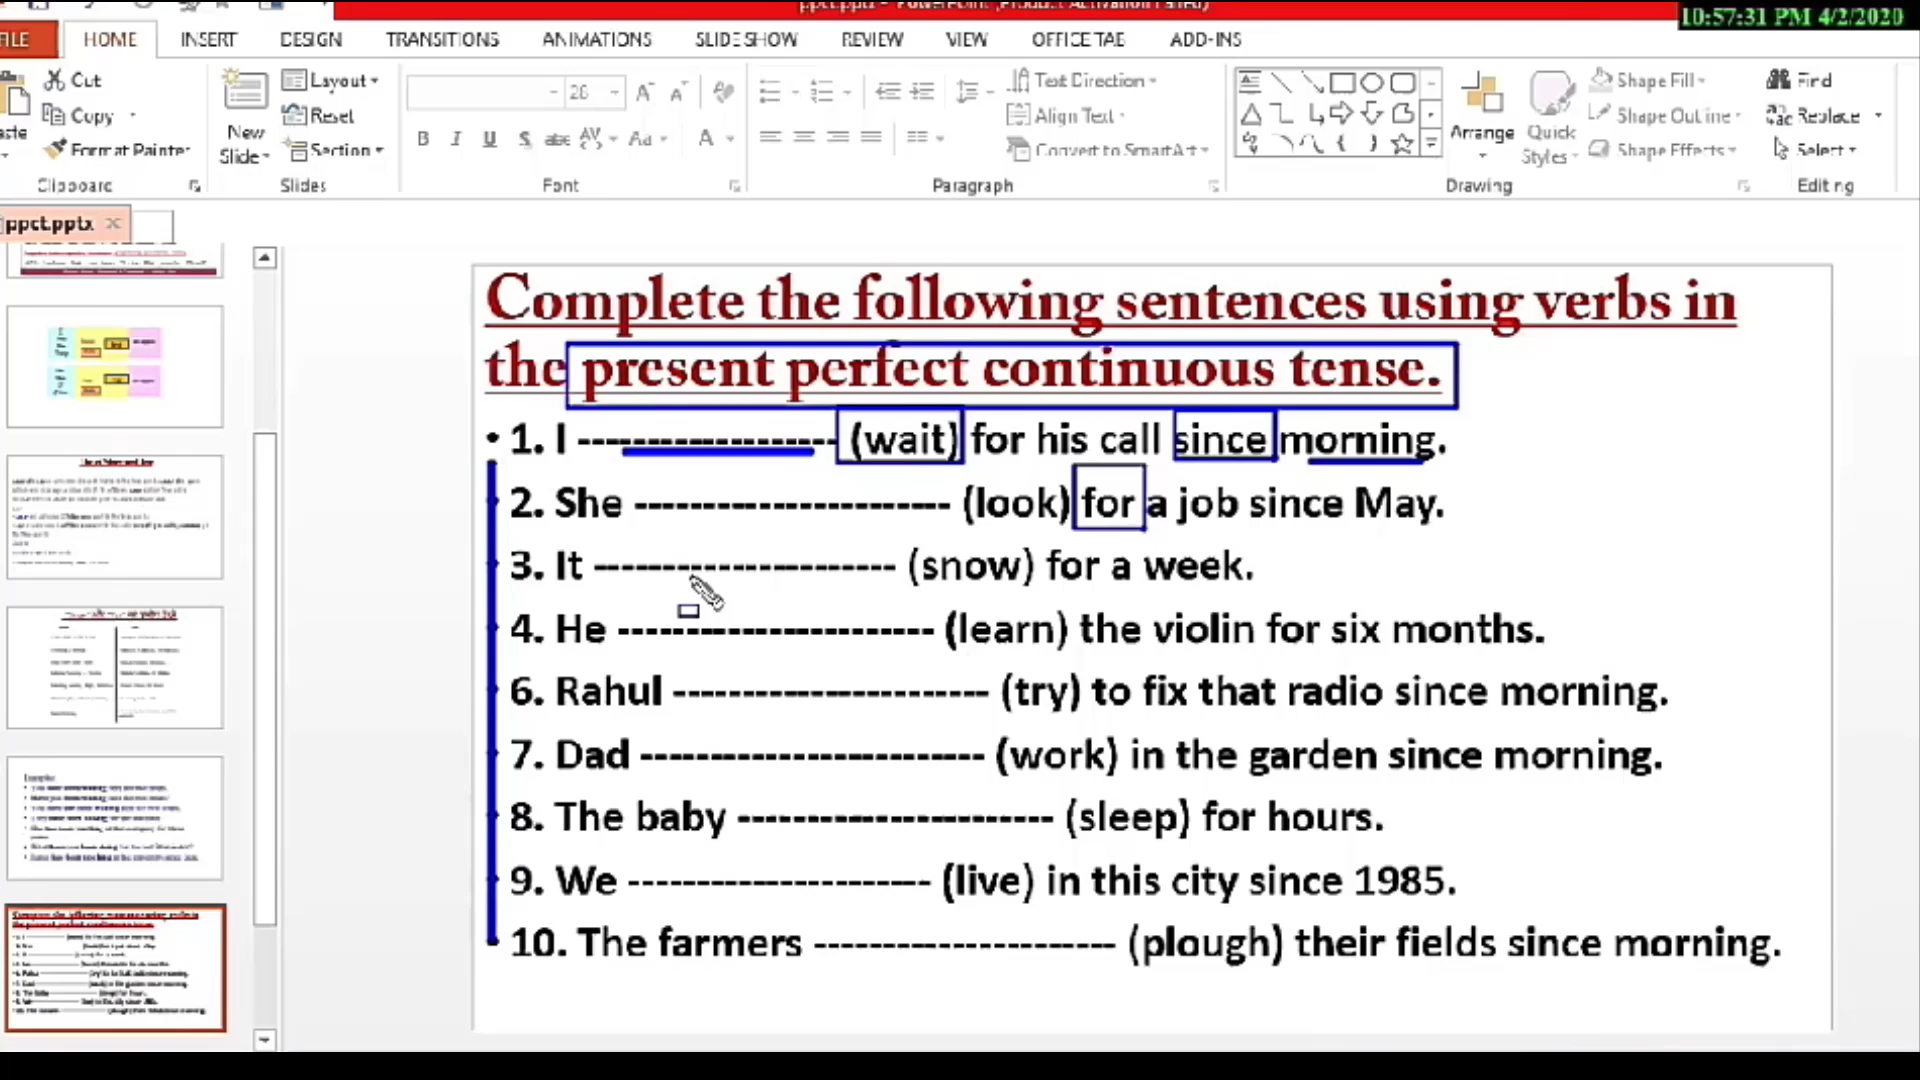 10:57:31 PM 4/2/2020
FILE HOME INSERT DESIGN TRANSITIONS ANIMATIONS SLIDE SHOW REVIEW VIEW OFFICE TAB ADD-INS
Cut
Copy
Format Painter
Clipboard
New Slide
Layout
Reset
Section
Slides
26
Font
Text Direction
Align Text
Convert to SmartArt
Paragraph
Arrange
Quick Styles
Shape Fill
Shape Outline
Shape Effects
Drawing
Find
Replace
Select
Editing
ppct.pptx
Complete the following sentences using verbs in
the present perfect continuous tense.
• 1. I ------------------- (wait) for his call since morning.
• 2. She ----------------------- (look) for a job since May.
• 3. It ---------------------- (snow) for a week.
• 4. He ----------------------- (learn) the violin for six months.
• 6. Rahul ----------------------- (try) to fix that radio since morning.
• 7. Dad ------------------------- (work) in the garden since morning.
• 8. The baby ----------------------- (sleep) for hours.
• 9. We ---------------------- (live) in this city since 1985.
• 10. The farmers ---------------------- (plough) their fields since morning.